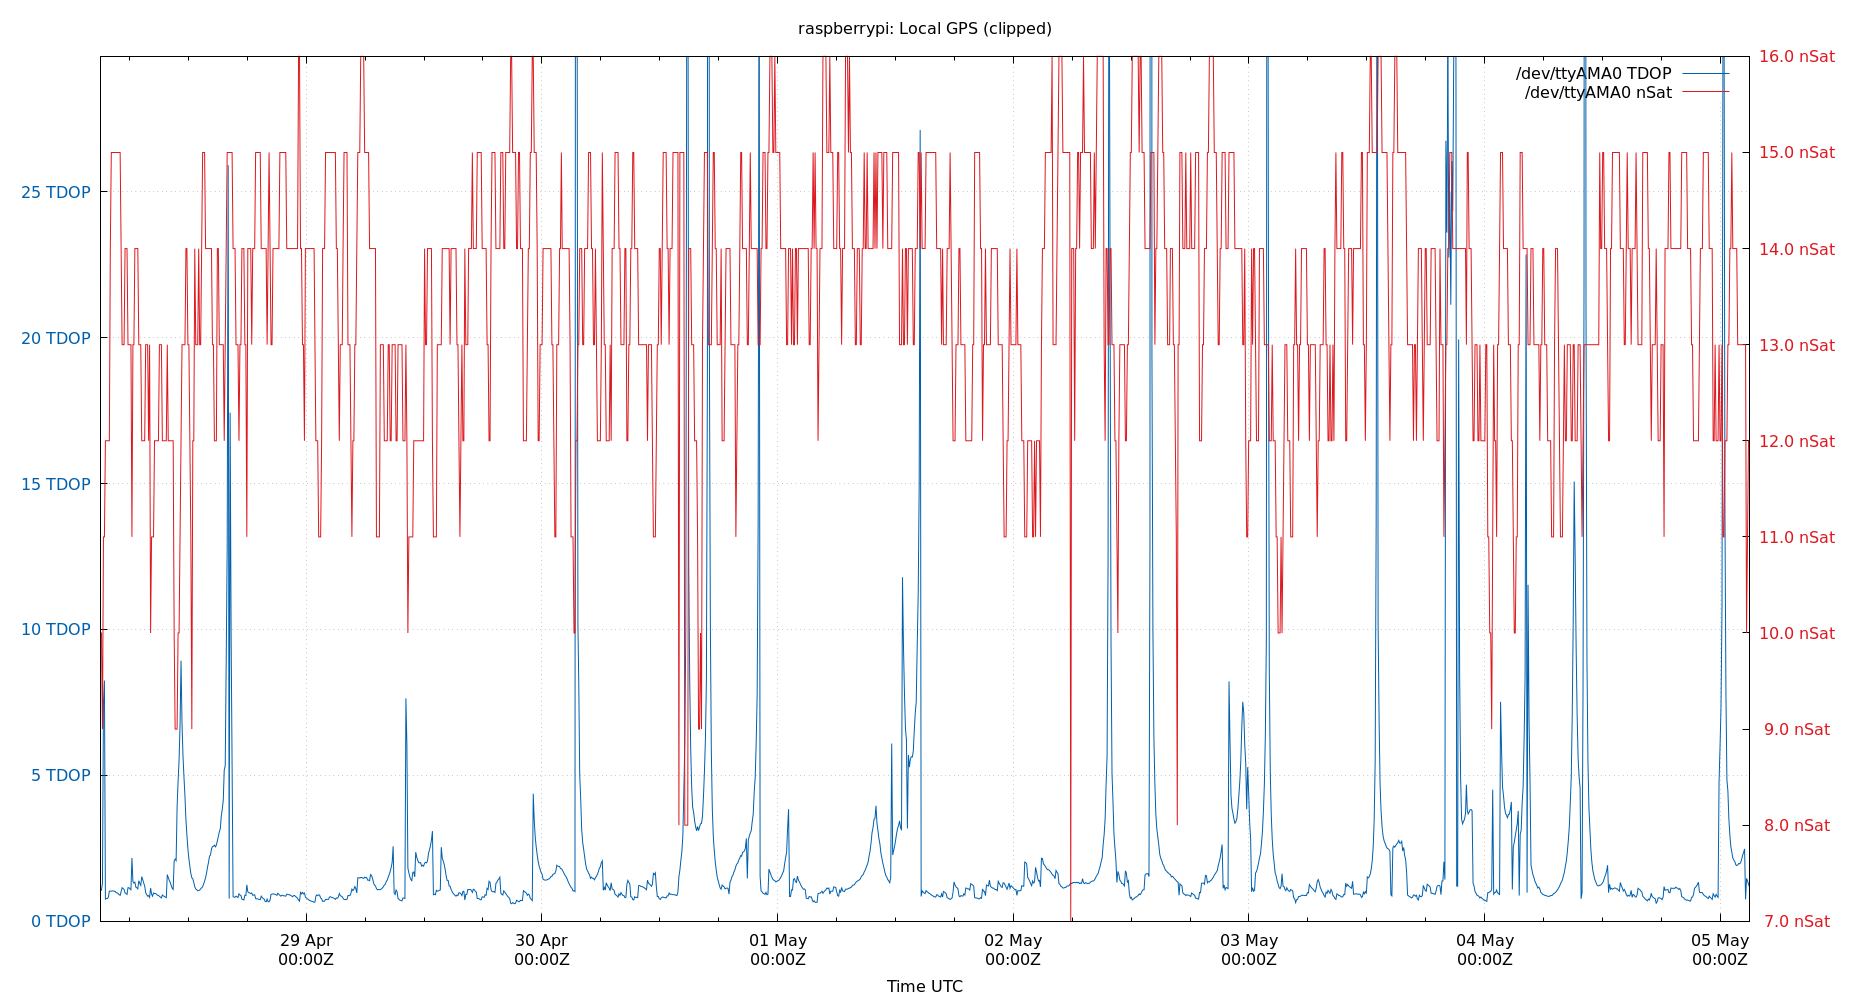 raspberrypi: Local GPS (clipped)
/dev/ttyAMA0 TDOP
/dev/ttyAMA0 nSat
25 TDOP
20 TDOP
15 TDOP
10 TDOP
5 TDOP
0 TDOP
16.0 nSat
15.0 nSat
14.0 nSat
13.0 nSat
12.0 nSat
11.0 nSat
10.0 nSat
9.0 nSat
8.0 nSat
7.0 nSat
29 Apr
00:00Z
30 Apr
00:00Z
01 May
00:00Z
02 May
00:00Z
03 May
00:00Z
04 May
00:00Z
05 May
00:00Z
Time UTC